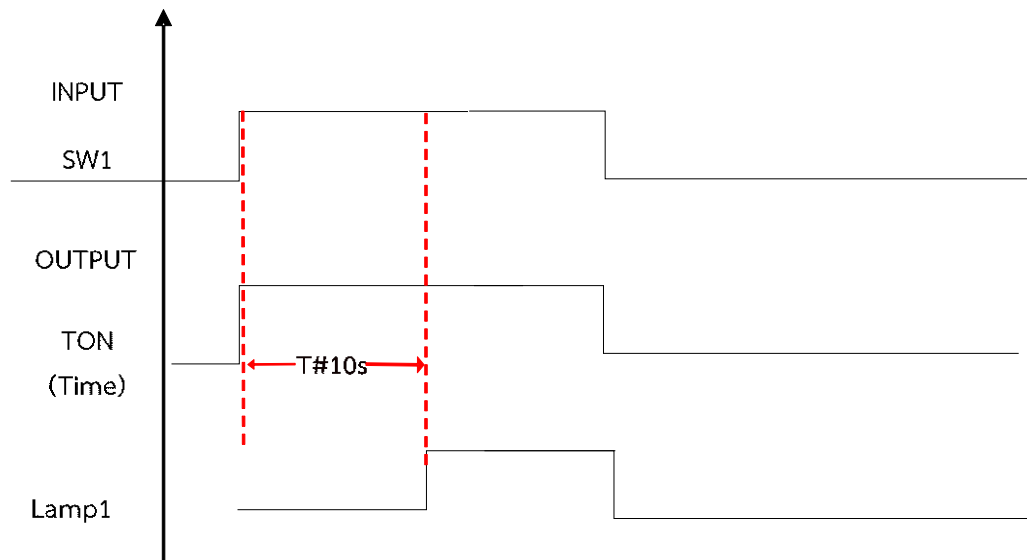 INPUT
SW1
OUTPUT
TON
(Time)
T#10s
Lamp1